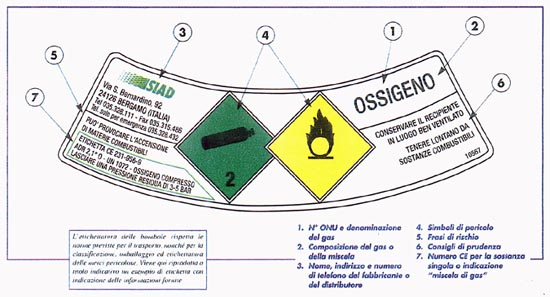 3
4
1
2
5
7
6
SIAD
Via S. Bernardino, 92
24126 BERGAMO (ITALIA)
Tel 035.328.111 - Fax 035.315.486
Tel. solo per emergenza 035.328.432
PUO' PROVOCARE L'ACCENSIONE
DI MATERIE COMBUSTIBILI
ETICHETTA CE 231-956-9
ADR 2.1° O - UN 1072 - OSSIGENO COMPRESSO
LASCIARE UNA PRESSIONE RESIDUA DI 3-5 BAR
2
OSSIGENO
CONSERVARE IL RECIPIENTE
IN LUOGO BEN VENTILATO
TENERE LONTANO DA
SOSTANZE COMBUSTIBILI
10067
L'etichettatura delle bombole rispetta le
norme previste per il trasporto, nonché per la
classificazione, imballaggio ed etichettatura
delle merci pericolose. Viene qui riprodotto a
molto indicativo un esempio di etichetta con
indicazione delle informazioni fornite
1. N° ONU e denominazione
del gas
2. Composizione del gas o
della miscela
3. Nome, indirizzo e numero
di telefono del fabbricante o
del distributore
4. Simboli di pericolo
5. Frasi di rischio
6. Consigli di prudenza
7. Numero CE per la sostanza
singola o indicazione
"miscela di gas"